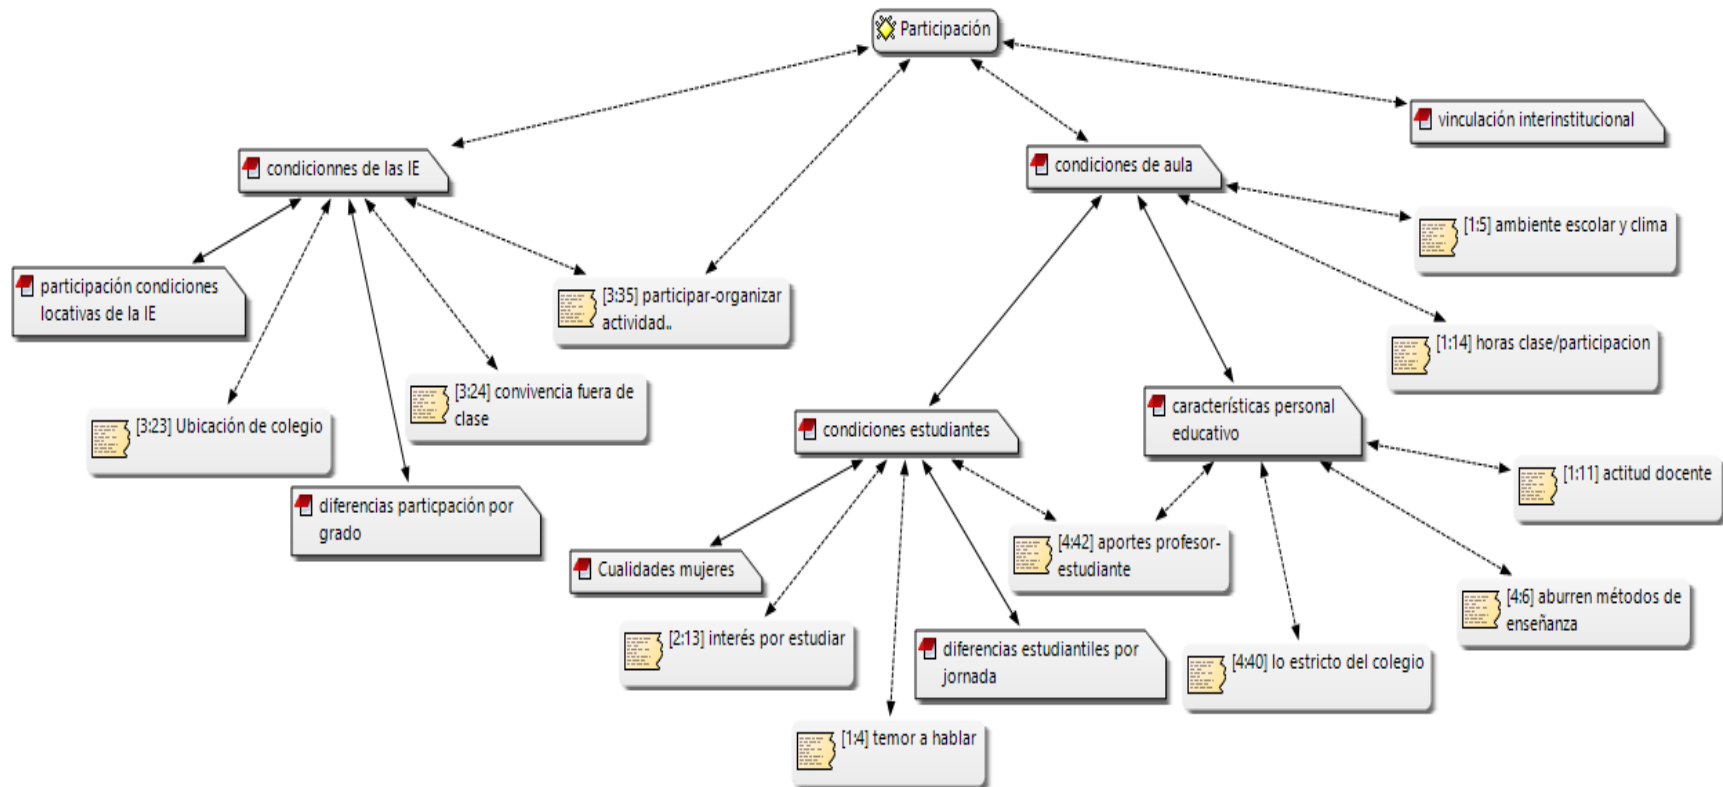 Participación
vinculación interinstitucional
condicionnes de las IE
condiciones de aula
[1:5] ambiente escolar y clima
participación condiciones
locativas de la IE
[3:35] participar-organizar
actividad..
[1:14] horas clase/participacion
[3:24] convivencia fuera de
clase
[3:23] Ubicación de colegio
condiciones estudiantes
características personal
educativo
[1:11] actitud docente
diferencias particpación por
grado
Cualidades mujeres
[4:42] aportes profesor-
estudiante
[4:6] aburren métodos de
enseñanza
[2:13] interés por estudiar
diferencias estudiantiles por
jornada
[4:40] lo estricto del colegio
[1:4] temor a hablar